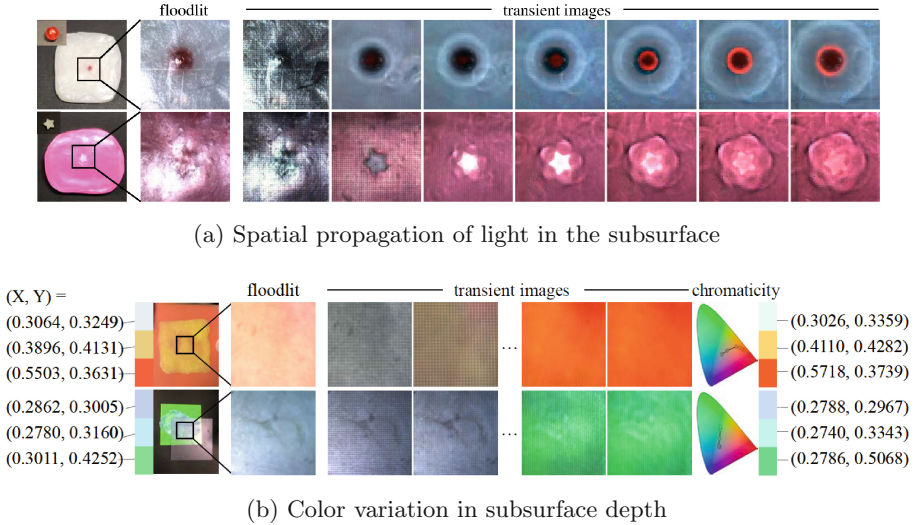 floodlit transient images
(a) Spatial propagation of light in the subsurface
(X, Y) = floodlit transient images chromaticity
(0.3064, 0.3249) (0.3026, 0.3359)
(0.3896, 0.4131) ... (0.4110, 0.4282)
(0.5503, 0.3631) (0.5718, 0.3739)
(0.2862, 0.3005) (0.2788, 0.2967)
(0.2780, 0.3160) ... (0.2740, 0.3343)
(0.3011, 0.4252) (0.2786, 0.5068)
(b) Color variation in subsurface depth